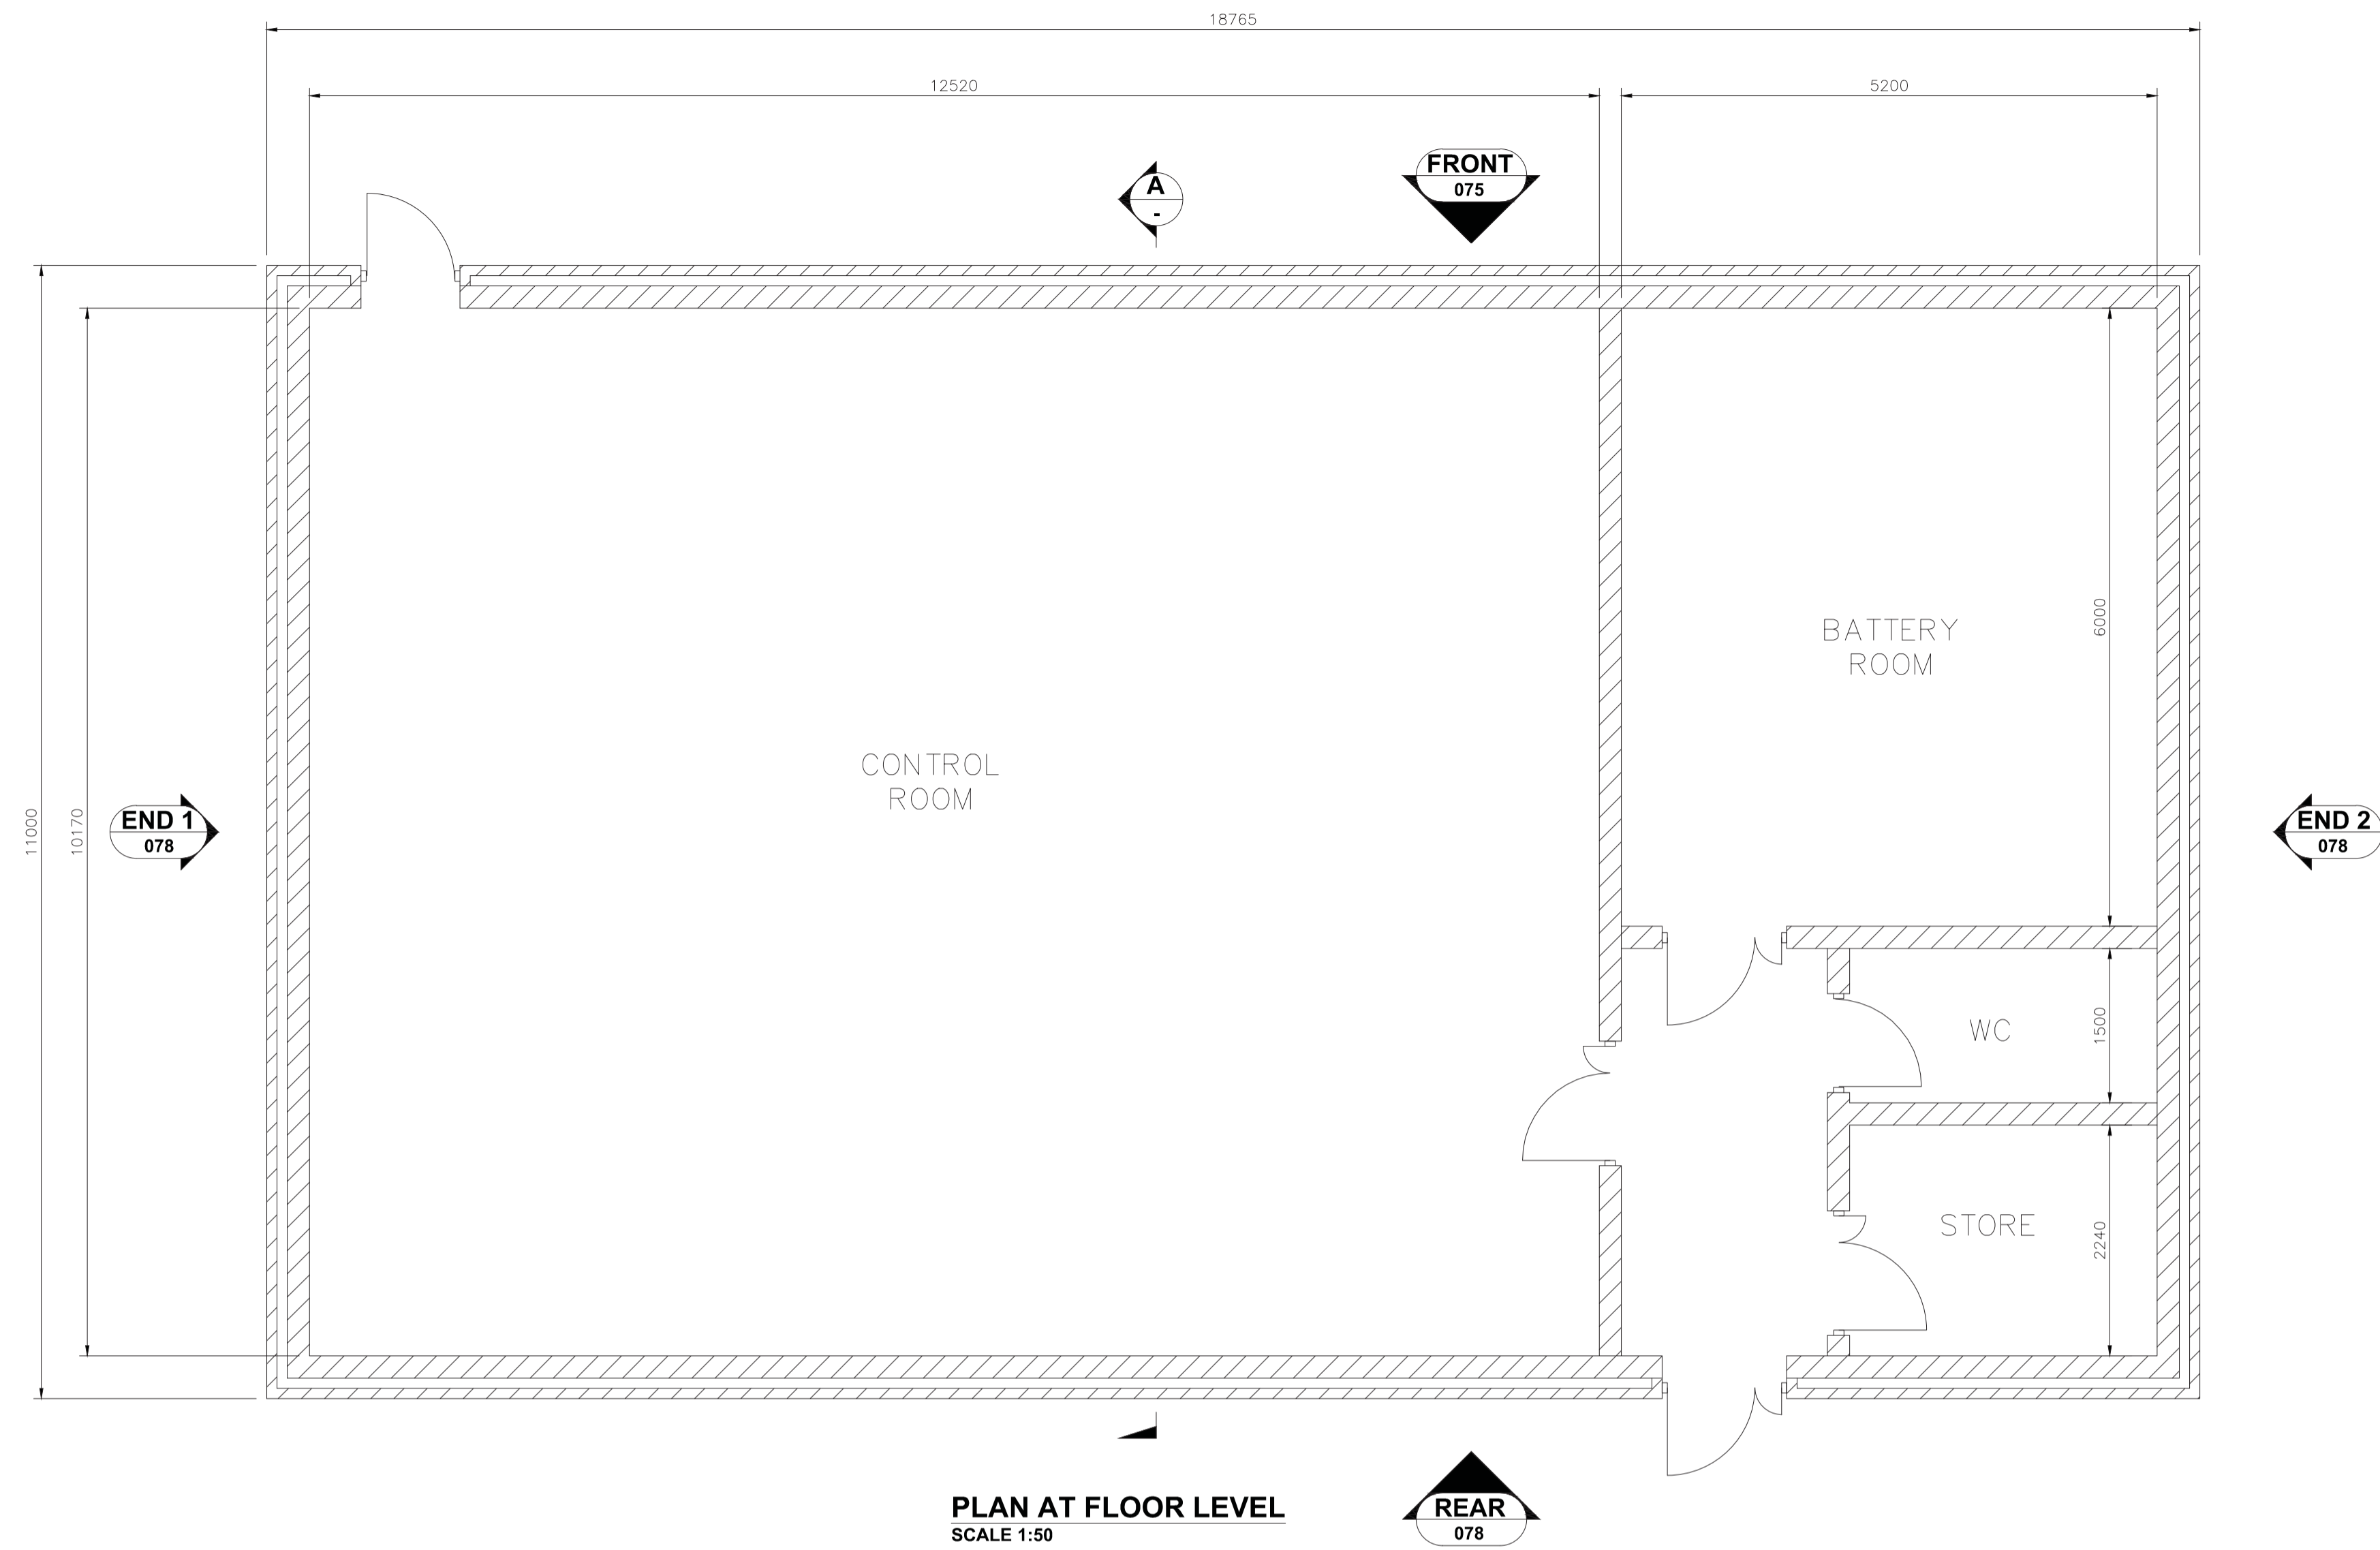 18765
12520
5200
A
-
FRONT
075
BATTERY
ROOM
6000
CONTROL
ROOM
11000
10170
END 1
078
END 2
078
WC
1500
STORE
2240
PLAN AT FLOOR LEVEL
SCALE 1:50
REAR
078